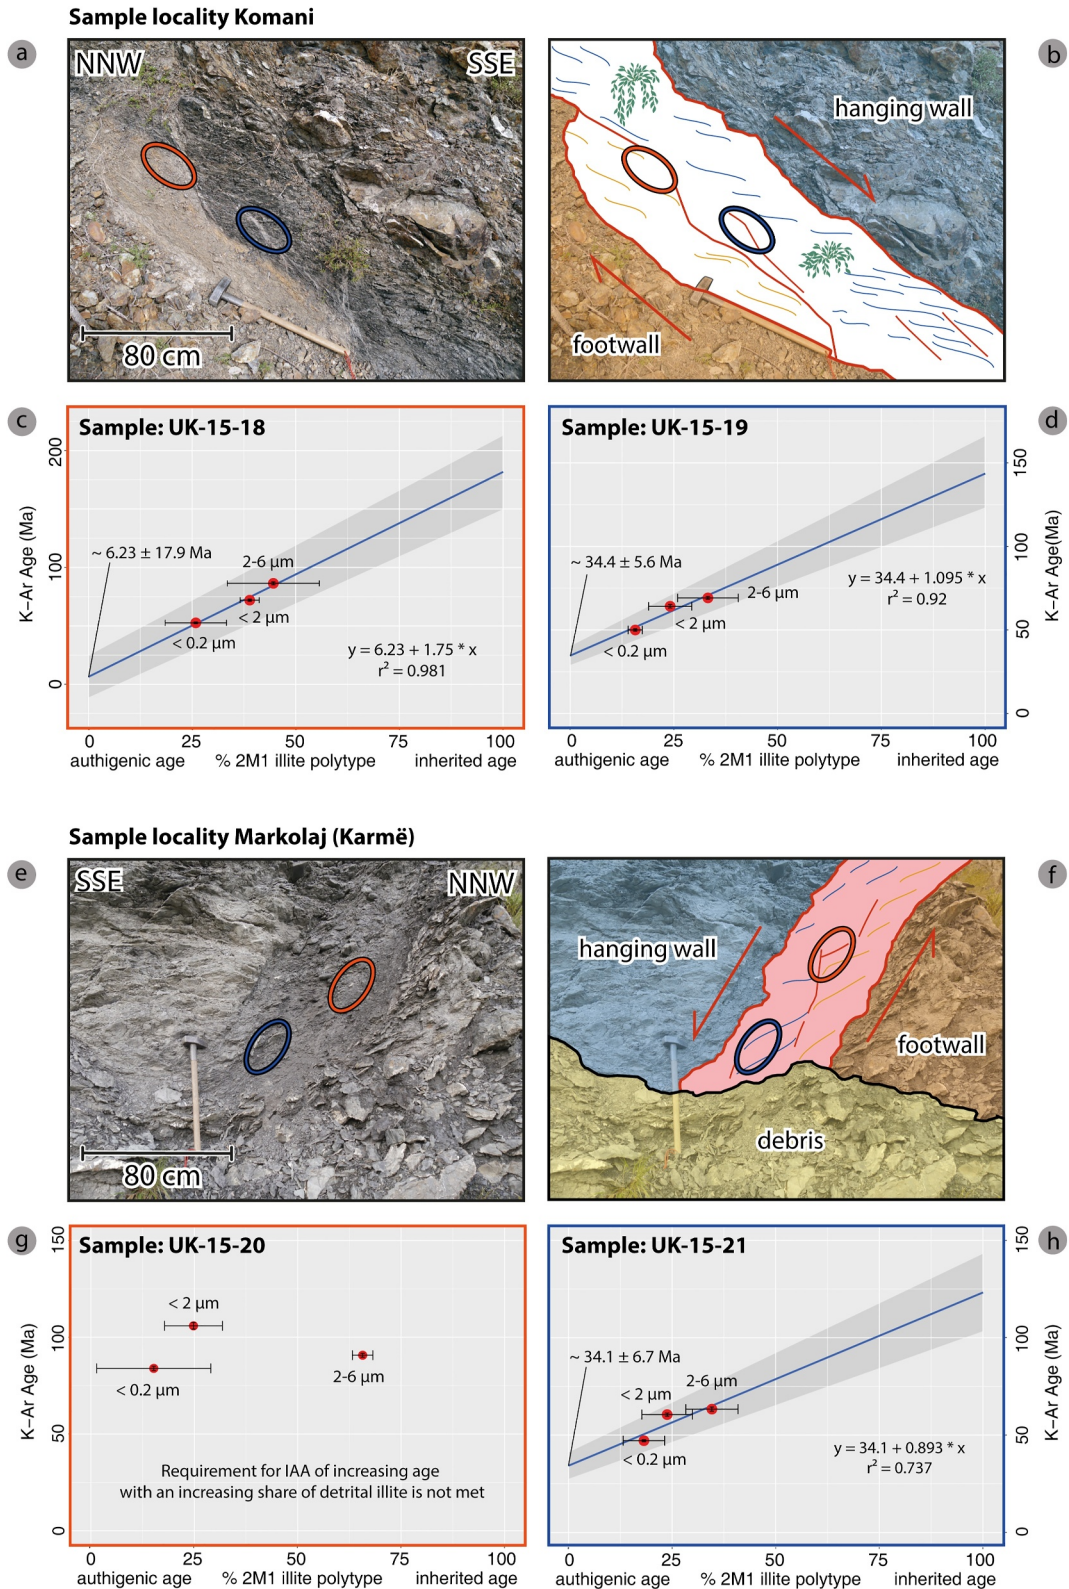 Sample locality Komani
a
NNW
SSE
80 cm
b
hanging wall
footwall
c
Sample: UK-15-18
K–Ar Age (Ma)
200
100
0
~ 6.23 ± 17.9 Ma
2-6 µm
< 2 µm
< 0.2 µm
y = 6.23 + 1.75 * x
r² = 0.981
0 25 50 75 100
authigenic age % 2M1 illite polytype inherited age
d
Sample: UK-15-19
K–Ar Age(Ma)
150
100
50
0
~ 34.4 ± 5.6 Ma
2-6 µm
< 2 µm
< 0.2 µm
y = 34.4 + 1.095 * x
r² = 0.92
0 25 50 75 100
authigenic age % 2M1 illite polytype inherited age
Sample locality Markolaj (Karmë)
e
SSE
NNW
80 cm
f
hanging wall
footwall
debris
g
Sample: UK-15-20
K–Ar Age (Ma)
150
100
50
0
< 2 µm
< 0.2 µm
2-6 µm
Requirement for IAA of increasing age
with an increasing share of detrital illite is not met
0 25 50 75 100
authigenic age % 2M1 illite polytype inherited age
h
Sample: UK-15-21
K–Ar Age (Ma)
150
100
50
0
~ 34.1 ± 6.7 Ma
2-6 µm
< 2 µm
< 0.2 µm
y = 34.1 + 0.893 * x
r² = 0.737
0 25 50 75 100
authigenic age % 2M1 illite polytype inherited age